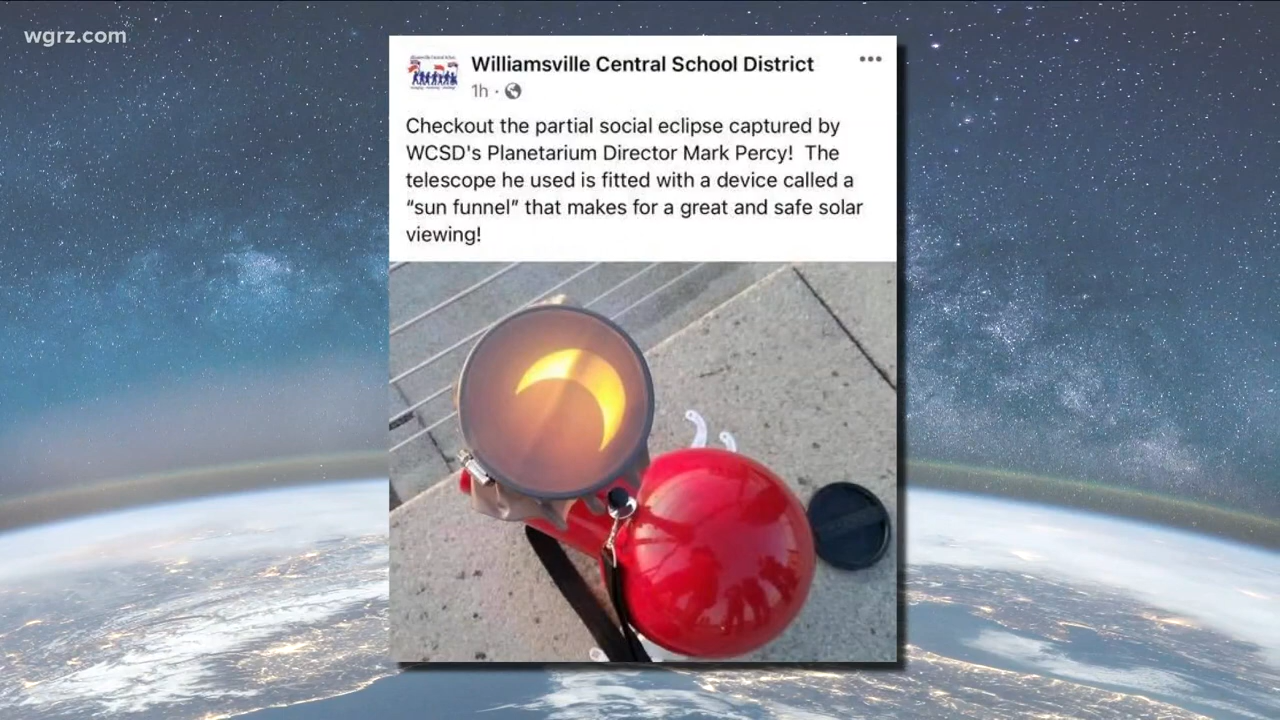 wgrz.com
Williamsville Central School District
1h ·
Checkout the partial social eclipse captured by
WCSD's Planetarium Director Mark Percy!  The
telescope he used is fitted with a device called a
“sun funnel” that makes for a great and safe solar
viewing!